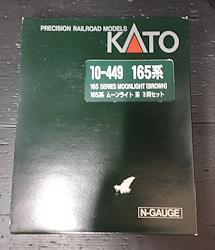 PRECISION RAILROAD MODELS
KATO
10-449 165系
165 SERIES MOONLIGHT (BROWN)
165系 ムーンライト 茶 3両セット
N-GAUGE